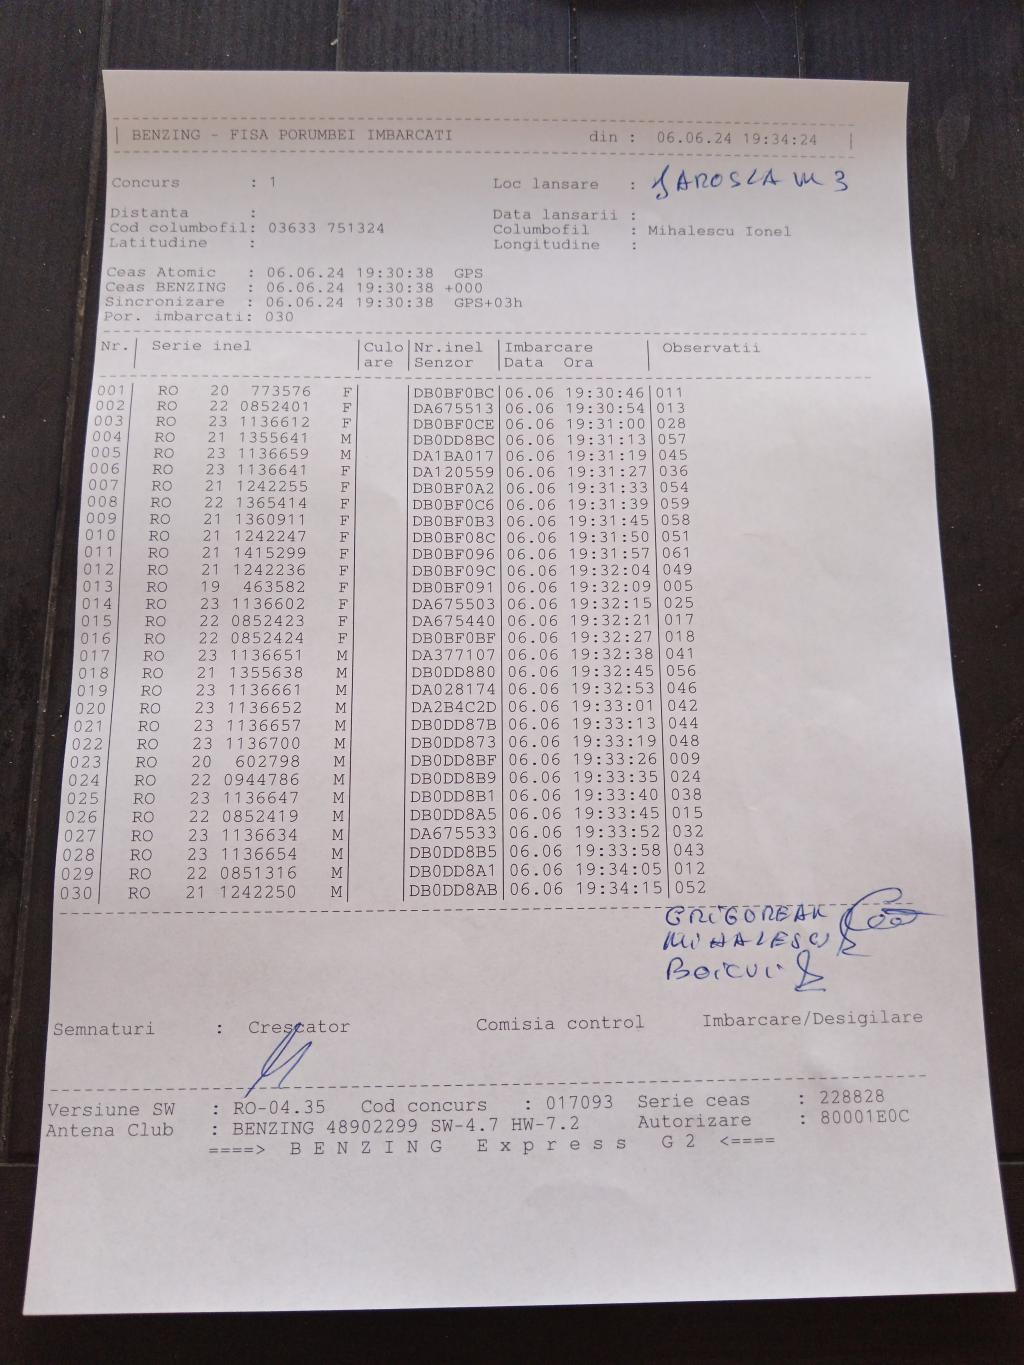 | BENZING - FISA PORUMBEI IMBARCATI din : 06.06.24 19:34:24 |
Concurs : 1 Loc lansare : JAROSLAW 3
Distanta : Data lansarii :
Cod columbofil: 03633 751324 Columbofil : Mihalescu Ionel
Latitudine : Longitudine :
Ceas Atomic : 06.06.24 19:30:38 GPS
Ceas BENZING : 06.06.24 19:30:38 +000
Sincronizare : 06.06.24 19:30:38 GPS+03h
Por. imbarcati: 030
Nr.| Serie inel |Culo|Nr.inel |Imbarcare | Observatii
| |are |Senzor |Data Ora |
001| RO 20 773576 F | |DB0BF0BC|06.06 19:30:46|011
002| RO 22 0852401 F | |DA675513|06.06 19:30:54|013
003| RO 23 1136612 F | |DB0BF0CE|06.06 19:31:00|028
004| RO 21 1355641 M | |DB0DD8BC|06.06 19:31:13|057
005| RO 23 1136659 M | |DA1BA017|06.06 19:31:19|045
006| RO 23 1136641 F | |DA120559|06.06 19:31:27|036
007| RO 21 1242255 F | |DB0BF0A2|06.06 19:31:33|054
008| RO 22 1365414 F | |DB0BF0C6|06.06 19:31:39|059
009| RO 21 1360911 F | |DB0BF0B3|06.06 19:31:45|058
010| RO 21 1242247 F | |DB0BF08C|06.06 19:31:50|051
011| RO 21 1415299 F | |DB0BF096|06.06 19:31:57|061
012| RO 21 1242236 F | |DB0BF09C|06.06 19:32:04|049
013| RO 19 463582 F | |DB0BF091|06.06 19:32:09|005
014| RO 23 1136602 F | |DA675503|06.06 19:32:15|025
015| RO 22 0852423 F | |DA675440|06.06 19:32:21|017
016| RO 22 0852424 F | |DB0BF0BF|06.06 19:32:27|018
017| RO 23 1136651 M | |DA377107|06.06 19:32:38|041
018| RO 21 1355638 M | |DB0DD880|06.06 19:32:45|056
019| RO 23 1136661 M | |DA028174|06.06 19:32:53|046
020| RO 23 1136652 M | |DA2B4C2D|06.06 19:33:01|042
021| RO 23 1136657 M | |DB0DD87B|06.06 19:33:13|044
022| RO 23 1136700 M | |DB0DD873|06.06 19:33:19|048
023| RO 20 602798 M | |DB0DD8BF|06.06 19:33:26|009
024| RO 22 0944786 M | |DB0DD8B9|06.06 19:33:35|024
025| RO 23 1136647 M | |DB0DD8B1|06.06 19:33:40|038
026| RO 22 0852419 M | |DB0DD8A5|06.06 19:33:45|015
027| RO 23 1136634 M | |DA675533|06.06 19:33:52|032
028| RO 23 1136654 M | |DB0DD8B5|06.06 19:33:58|043
029| RO 22 0851316 M | |DB0DD8A1|06.06 19:34:05|012
030| RO 21 1242250 M | |DB0DD8AB|06.06 19:34:15|052
GRIGOREAK
MIHALESCU
BOICUI
Semnaturi : Crescator Comisia control Imbarcare/Desigilare
Versiune SW : RO-04.35 Cod concurs : 017093 Serie ceas : 228828
Antena Club : BENZING 48902299 SW-4.7 HW-7.2 Autorizare : 80001E0C
====> B E N Z I N G E x p r e s s G 2 <====